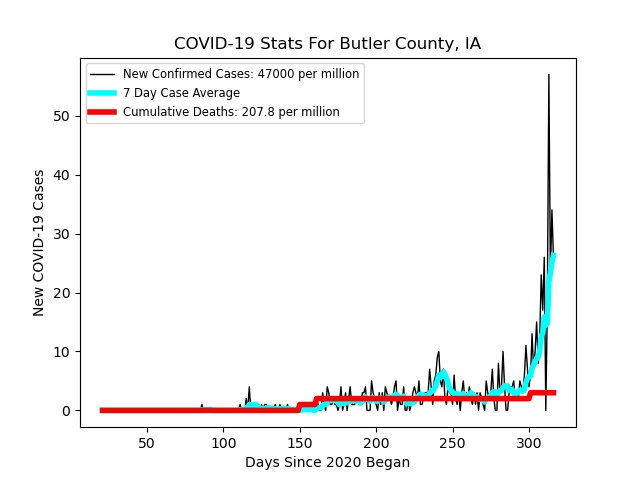 COVID-19 Stats For Butler County, IA
New Confirmed Cases: 47000 per million
7 Day Case Average
Cumulative Deaths: 207.8 per million
New COVID-19 Cases
50
40
30
20
10
0
50 100 150 200 250 300
Days Since 2020 Began